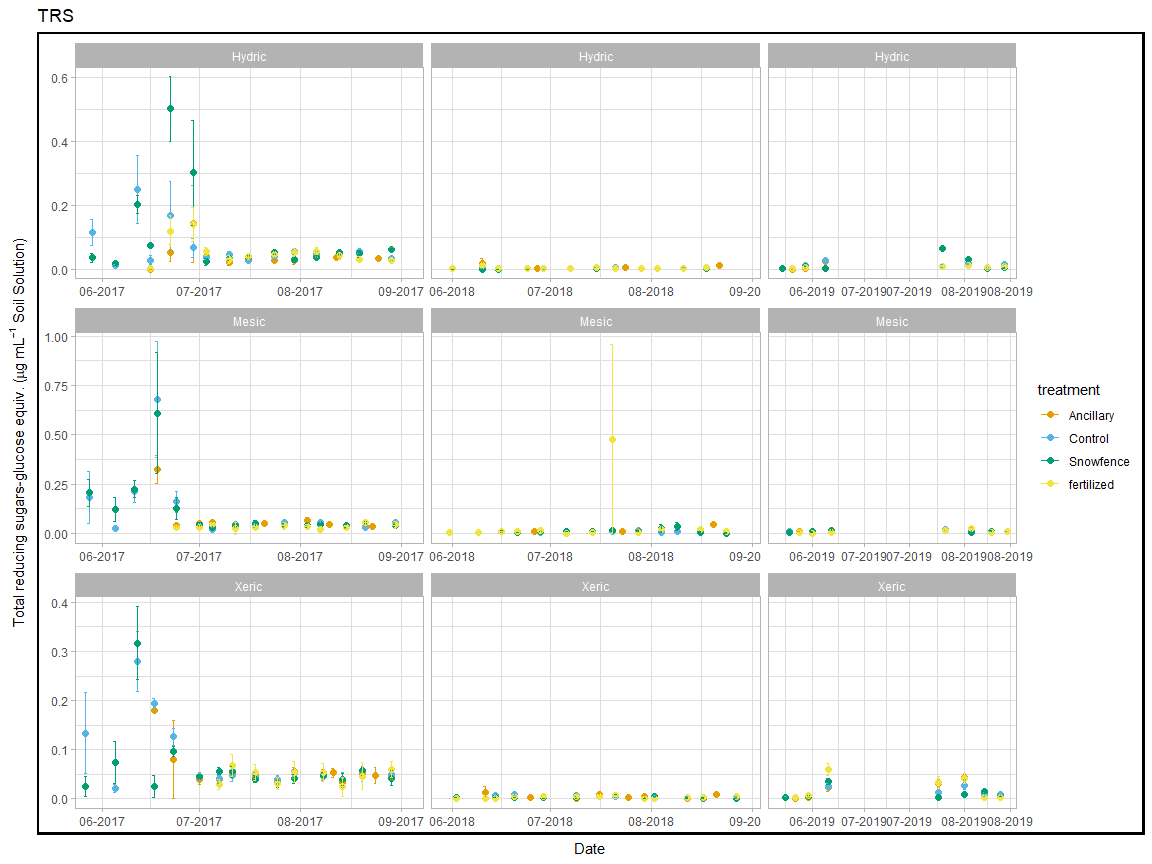 TRS
Total reducing sugars-glucose equiv. (μg mL⁻¹ Soil Solution)
Hydric Hydric Hydric
0.6
0.4
0.2
0.0
06-2017 07-2017 08-2017 09-2017 06-2018 07-2018 08-2018 09-20 06-2019 07-2019 07-2019 08-2019 08-2019
Mesic Mesic Mesic
1.00
0.75
0.50
0.25
0.00
06-2017 07-2017 08-2017 09-2017 06-2018 07-2018 08-2018 09-20 06-2019 07-2019 07-2019 08-2019 08-2019
Xeric Xeric Xeric
0.4
0.3
0.2
0.1
0.0
06-2017 07-2017 08-2017 09-2017 06-2018 07-2018 08-2018 09-20 06-2019 07-2019 07-2019 08-2019 08-2019
Date
treatment
Ancillary
Control
Snowfence
fertilized